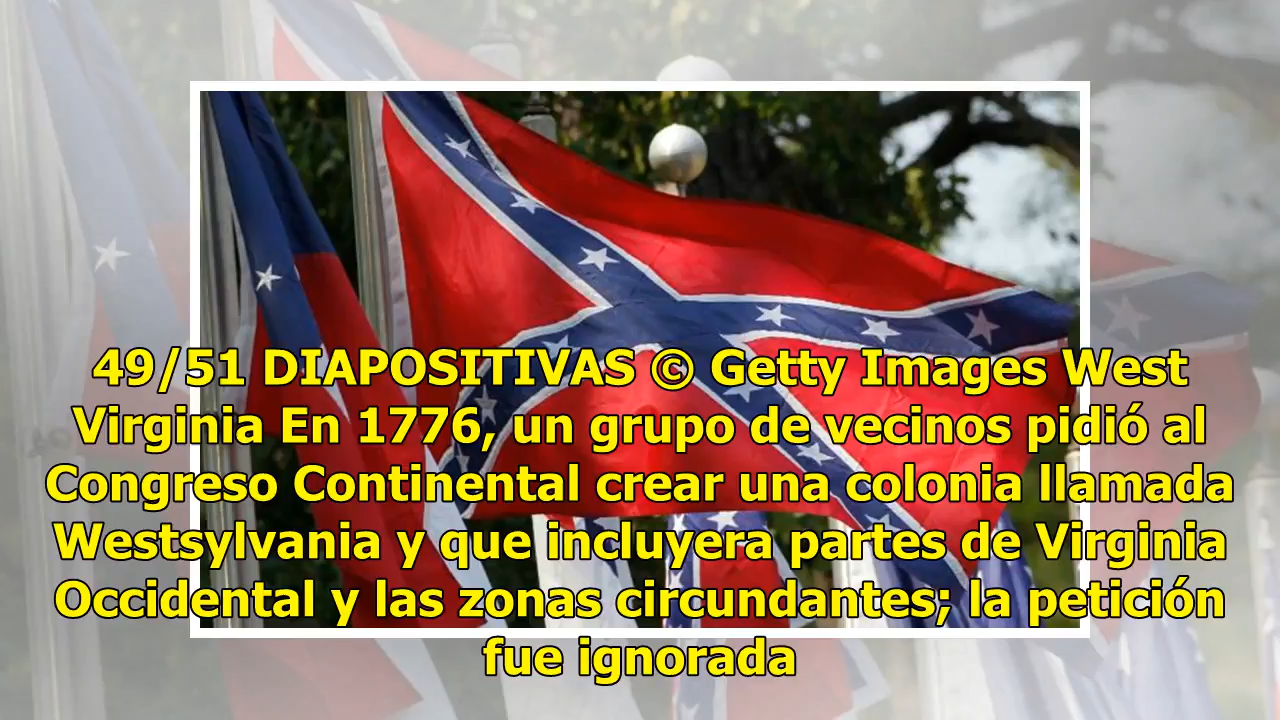 49/51 DIAPOSITIVAS © Getty Images West
Virginia En 1776, un grupo de vecinos pidió al
Congreso Continental crear una colonia llamada
Westsylvania y que incluyera partes de Virginia
Occidental y las zonas circundantes; la petición
fue ignorada